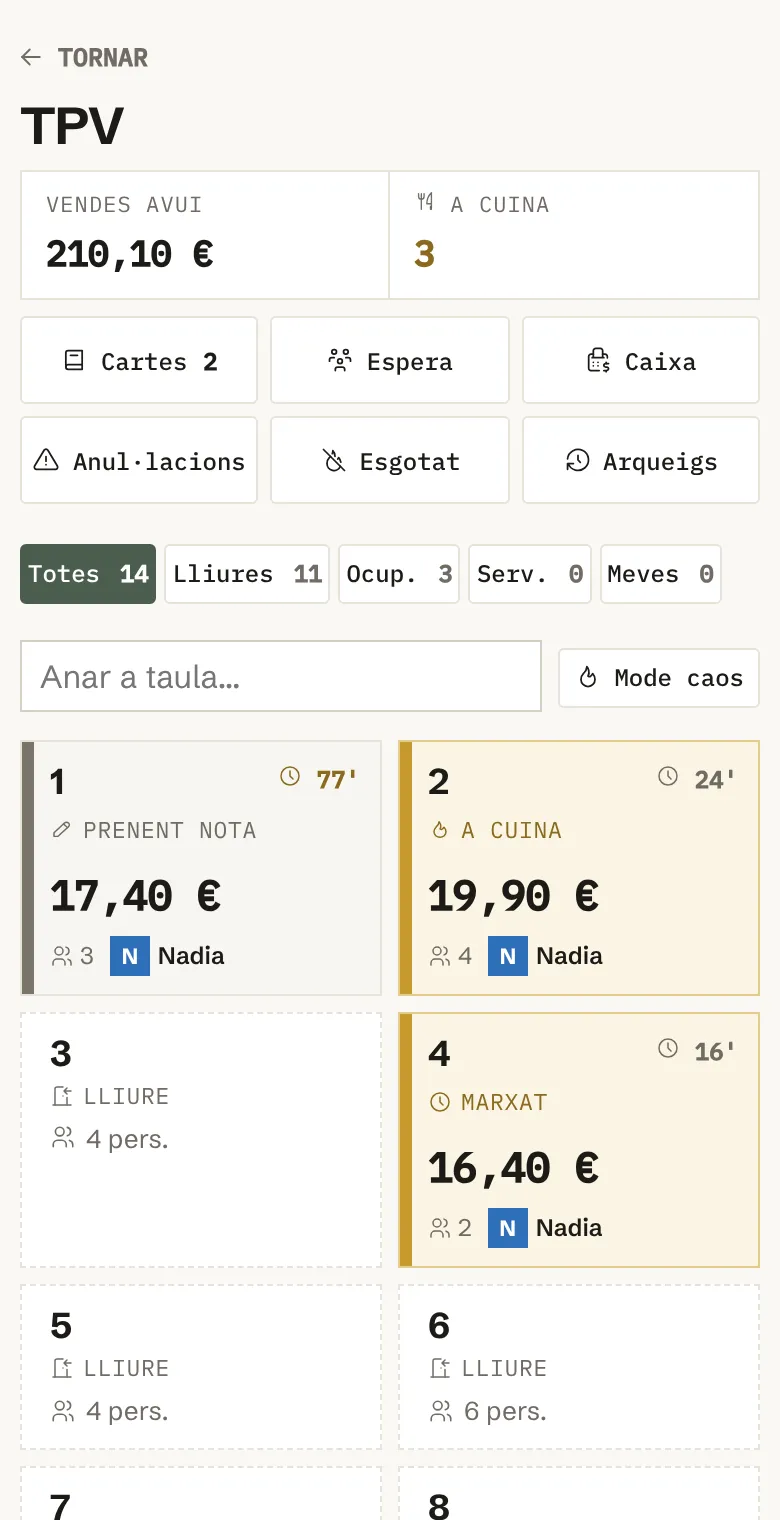 ← TORNAR
TPV
VENDES AVUI
210,10 €
A CUINA
3
Cartes 2
Espera
Caixa
Anul·lacions
Esgotat
Arqueigs
Totes 14
Lliures 11
Ocup. 3
Serv. 0
Meves 0
Anar a taula...
Mode caos
1 77'
PRENENT NOTA
17,40 €
3 N Nadia
2 24'
A CUINA
19,90 €
4 N Nadia
3
LLIURE
4 pers.
4 16'
MARXAT
16,40 €
2 N Nadia
5
LLIURE
4 pers.
6
LLIURE
6 pers.
7
8